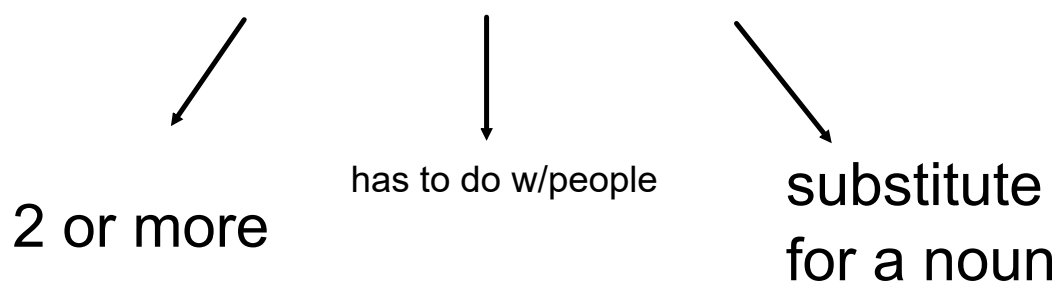 2 or more
has to do w/people
substitute
for a noun